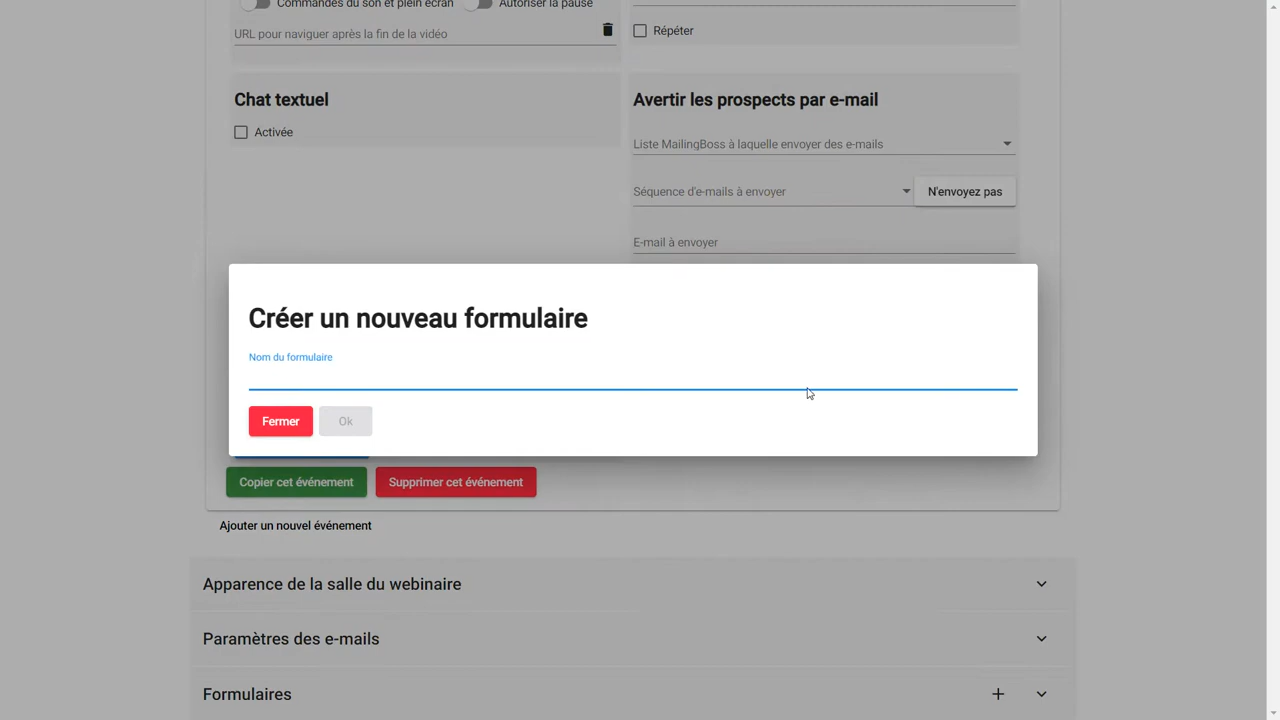 Commandes du son et plein écran
Autoriser la pause
URL pour naviguer après la fin de la vidéo
Répéter
Chat textuel
Activée
Avertir les prospects par e-mail
Liste MailingBoss à laquelle envoyer des e-mails
Séquence d'e-mails à envoyer
N'envoyez pas
E-mail à envoyer
Créer un nouveau formulaire
Nom du formulaire
Fermer
Ok
Copier cet événement
Supprimer cet événement
Ajouter un nouvel événement
Apparence de la salle du webinaire
Paramètres des e-mails
Formulaires